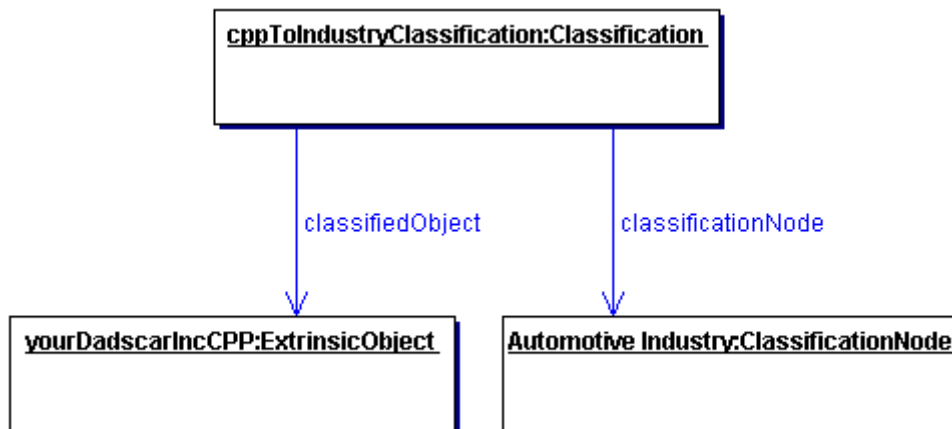 cppToIndustryClassification:Classification
classifiedObject
classificationNode
yourDadscarIncCPP:ExtrinsicObject
Automotive Industry:ClassificationNode